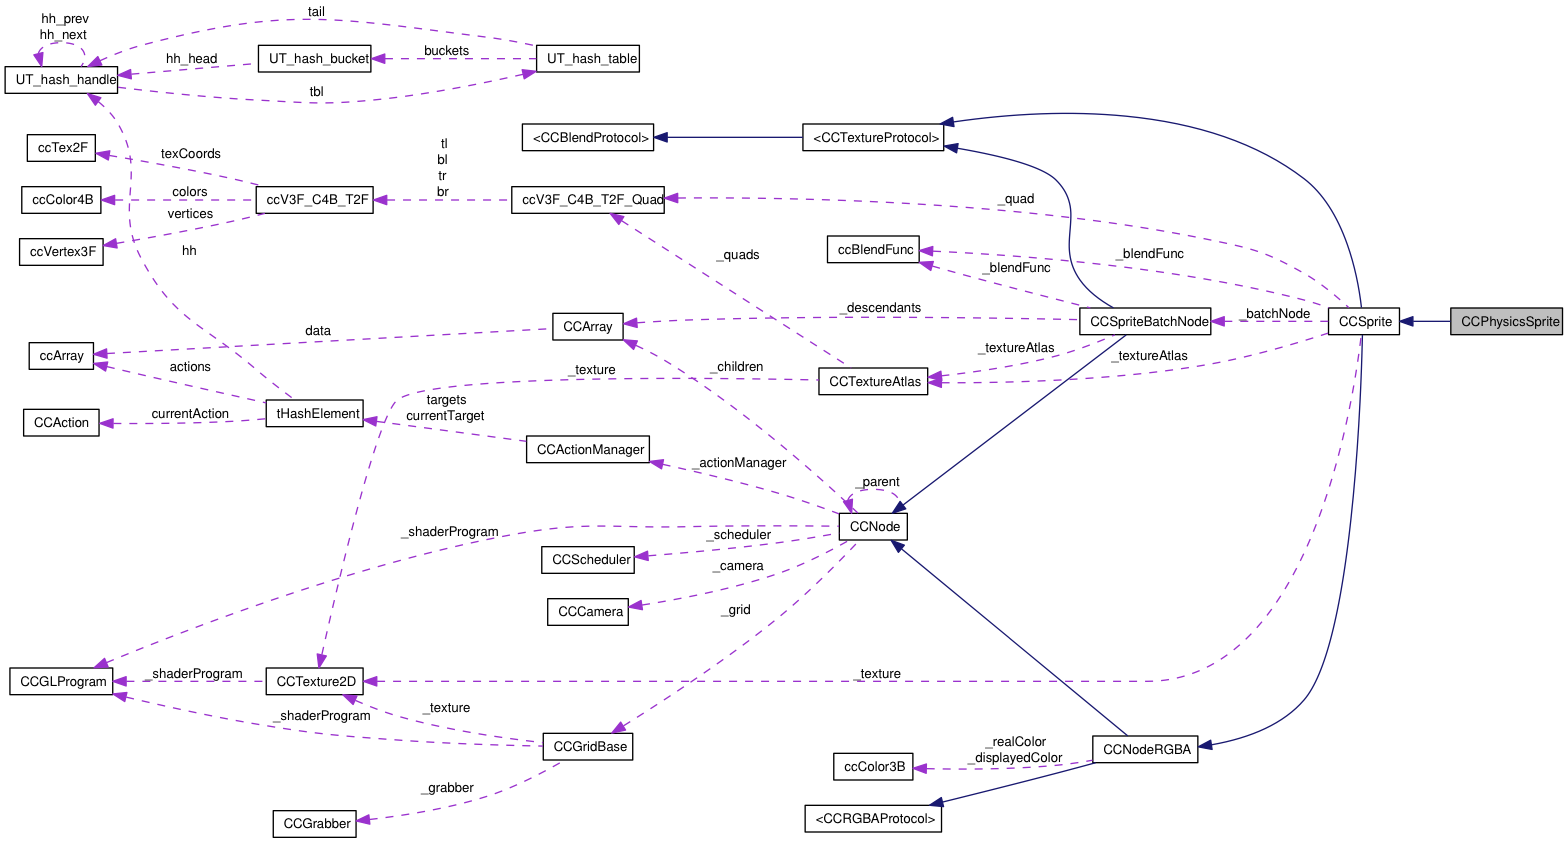 hh_prev
hh_next
tail
UT_hash_handle
hh_head
UT_hash_bucket
buckets
UT_hash_table
tbl
<CCBlendProtocol>
<CCTextureProtocol>
ccTex2F
texCoords
tl
bl
tr
br
ccColor4B
colors
ccV3F_C4B_T2F
ccV3F_C4B_T2F_Quad
_quad
vertices
ccVertex3F
hh
_quads
ccBlendFunc
_blendFunc
_blendFunc
_descendants
CCSpriteBatchNode
_batchNode
CCSprite
CCPhysicsSprite
data
CCArray
ccArray
actions
_texture
_children
_textureAtlas
_textureAtlas
CCTextureAtlas
currentAction
CCAction
tHashElement
targets
currentTarget
CCActionManager
_actionManager
_parent
CCNode
_shaderProgram
_scheduler
CCScheduler
_camera
CCCamera
_grid
CCGLProgram
_shaderProgram
CCTexture2D
_texture
_texture
_shaderProgram
CCGridBase
_realColor
_displayedColor
ccColor3B
CCNodeRGBA
_grabber
CCGrabber
<CCRGBAProtocol>